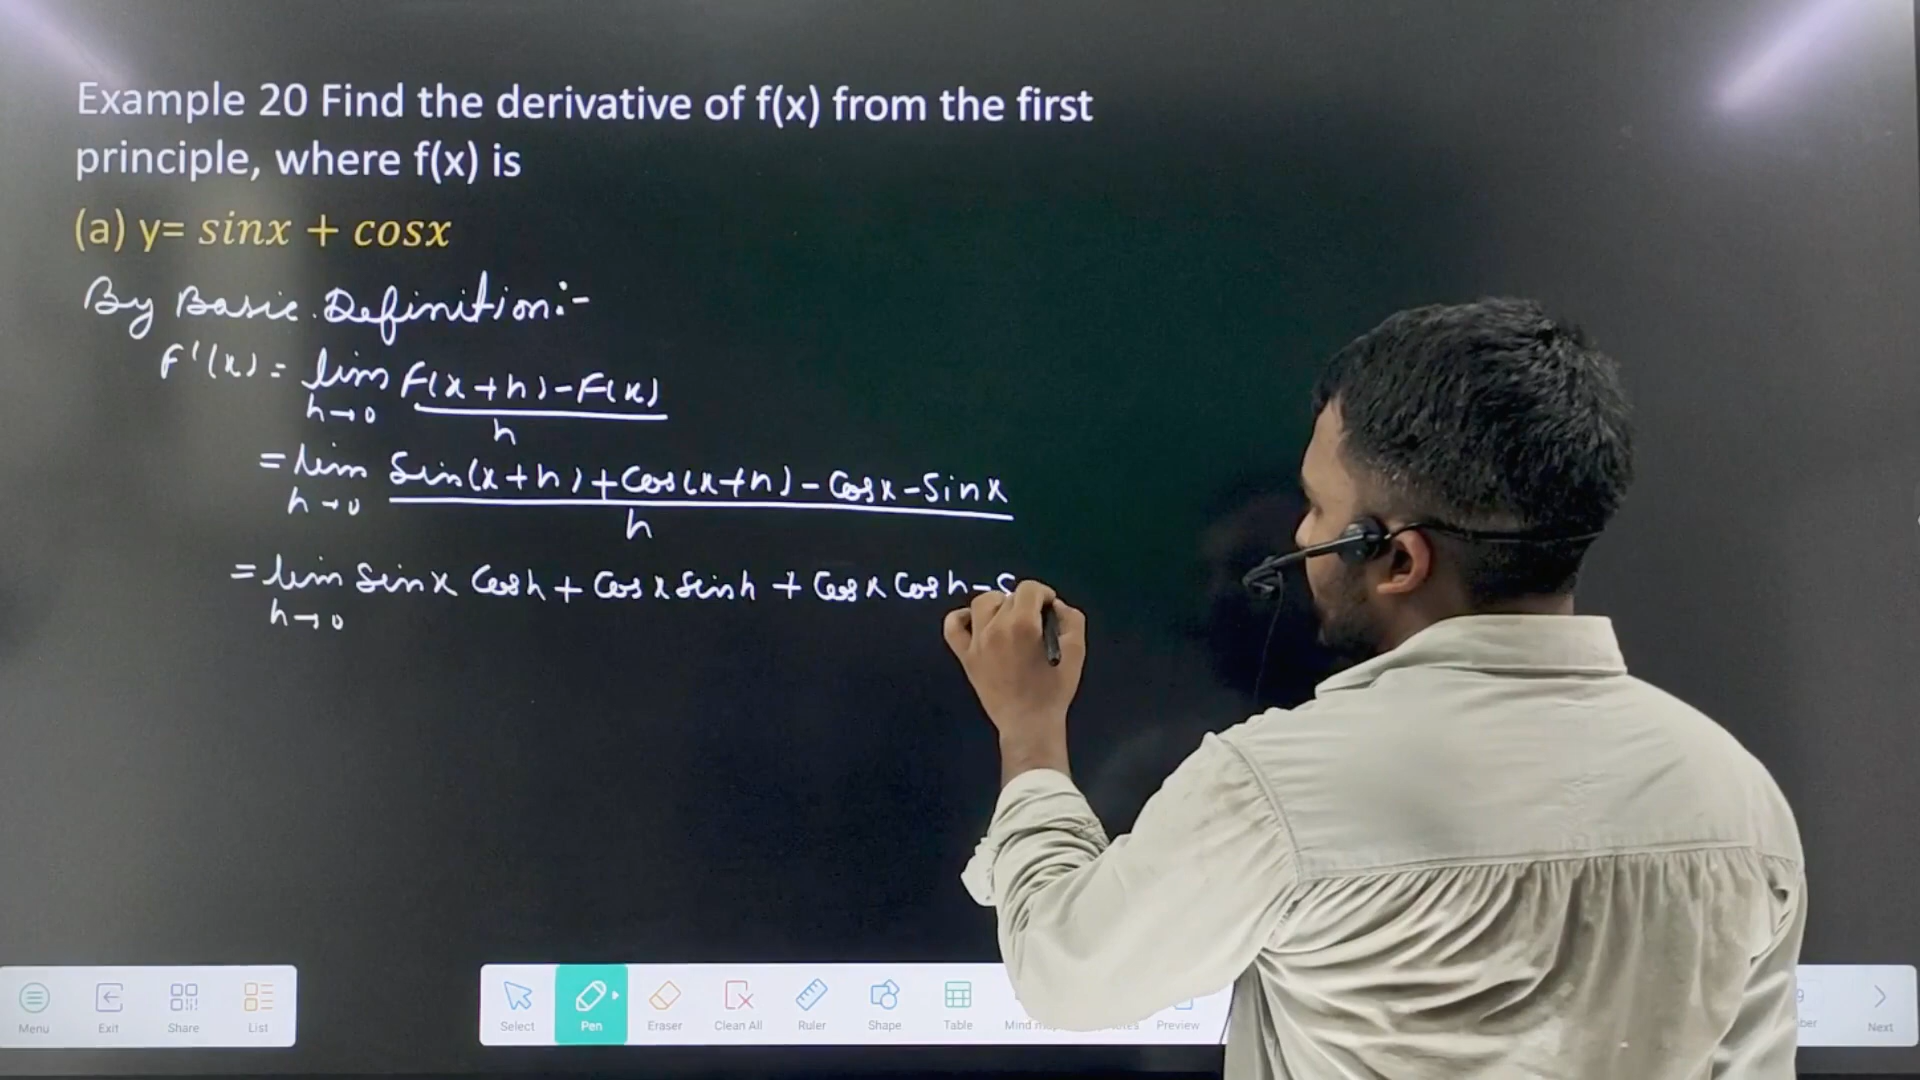 Example 20 Find the derivative of f(x) from the first
principle, where f(x) is
(a) y= sinx + cosx
By Basic Definition:-
F'(x) = lim F(x+h)-F(x)
h→0 h
= lim Sin(x+h)+Cos(x+h)-Cosx-Sinx
h→0 h
= lim Sinx Cosh + Cosx Sinh + Cosx Cosh - S
h→0
Menu Exit Share List Select Pen Eraser Clean All Ruler Shape Table Mind Preview Next